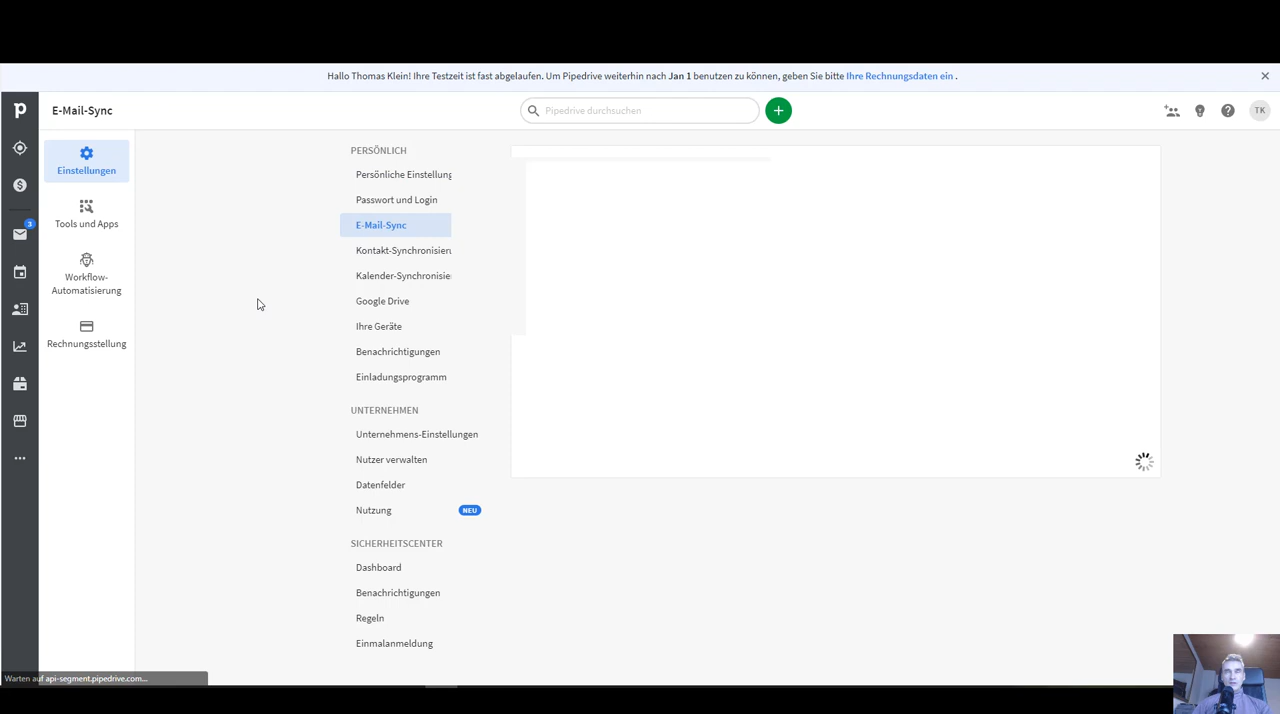 Hallo Thomas Klein! Ihre Testzeit ist fast abgelaufen. Um Pipedrive weiterhin nach Jan 1 benutzen zu können, geben Sie bitte Ihre Rechnungsdaten ein .
E-Mail-Sync
Pipedrive durchsuchen
TK
3
Einstellungen
Tools und Apps
Workflow-
Automatisierung
Rechnungsstellung
PERSÖNLICH
Persönliche Einstellung
Passwort und Login
E-Mail-Sync
Kontakt-Synchronisier
Kalender-Synchronisie
Google Drive
Ihre Geräte
Benachrichtigungen
Einladungsprogramm
UNTERNEHMEN
Unternehmens-Einstellungen
Nutzer verwalten
Datenfelder
Nutzung NEU
SICHERHEITSCENTER
Dashboard
Benachrichtigungen
Regeln
Einmalanmeldung
Warten auf api-segment.pipedrive.com...